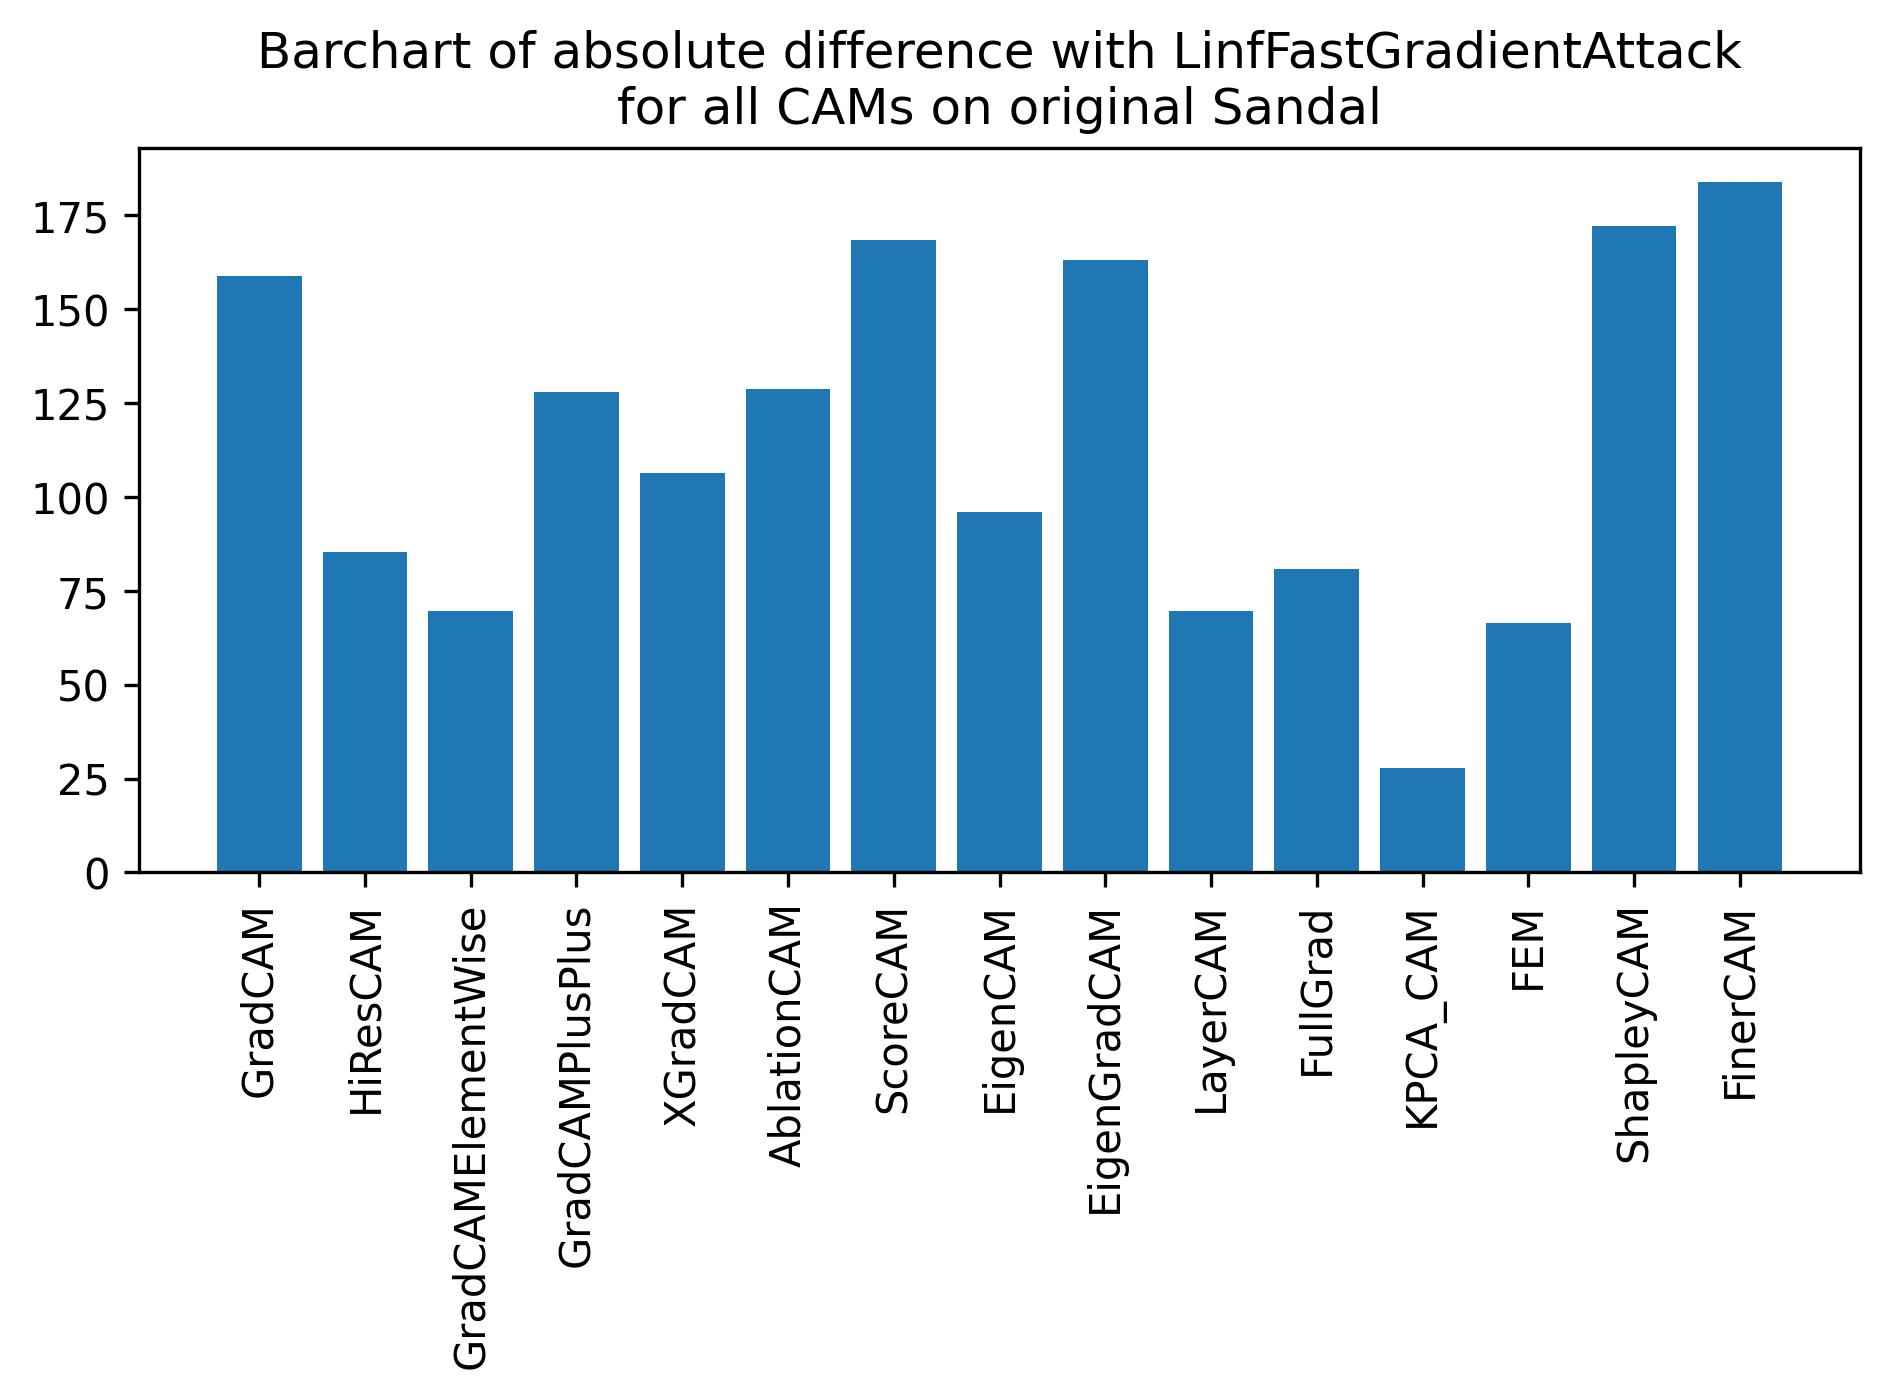 Barchart of absolute difference with LinfFastGradientAttack
for all CAMs on original Sandal
175
150
125
100
75
50
25
0
GradCAM
HiResCAM
GradCAMElementWise
GradCAMPlusPlus
XGradCAM
AblationCAM
ScoreCAM
EigenCAM
EigenGradCAM
LayerCAM
FullGrad
KPCA_CAM
FEM
ShapleyCAM
FinerCAM